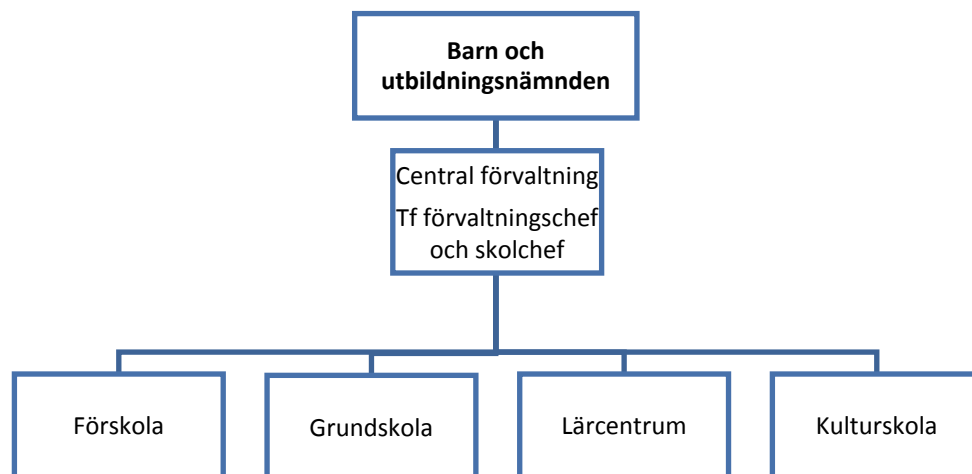 Barn och
utbildningsnämnden
Central förvaltning
Tf förvaltningschef
och skolchef
Förskola
Grundskola
Lärcentrum
Kulturskola